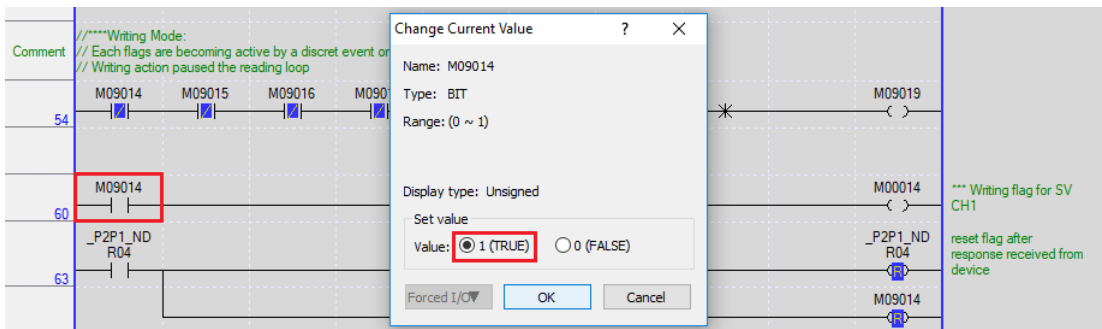 Comment
//****Writing Mode:
// Each flags are becoming active by a discret event or
// Writing action paused the reading loop
Change Current Value ? X
Name: M09014
Type: BIT
Range: (0 ~ 1)
Display type: Unsigned
Set value
Value: 1 (TRUE) 0 (FALSE)
Forced I/O
OK
Cancel
M09014 M09015 M09016 M090 M09019
54
M09014 M00014 *** Writing flag for SV
CH1
60
_P2P1_ND
R04
_P2P1_ND
R04
R
reset flag after
response received from
device
63
M09014
R